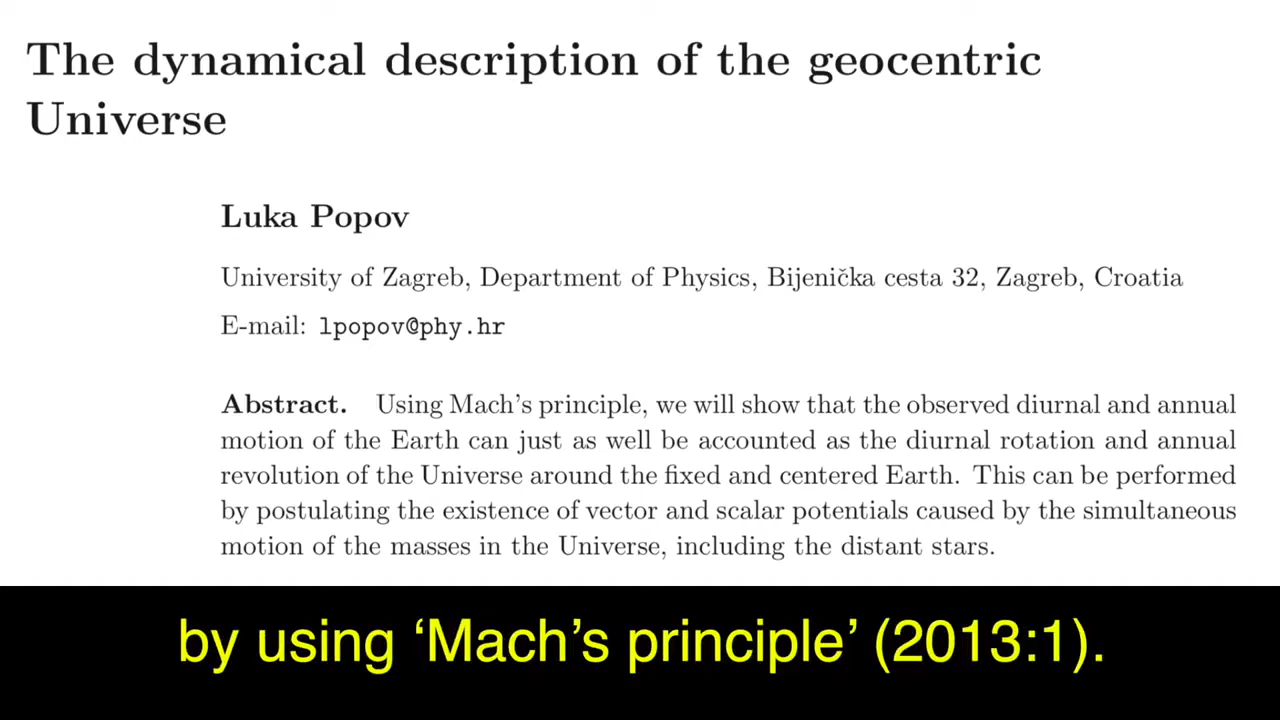 The dynamical description of the geocentric
Universe
Luka Popov
University of Zagreb, Department of Physics, Bijenička cesta 32, Zagreb, Croatia
E-mail: lpopov@phy.hr
Abstract. Using Mach's principle, we will show that the observed diurnal and annual
motion of the Earth can just as well be accounted as the diurnal rotation and annual
revolution of the Universe around the fixed and centered Earth. This can be performed
by postulating the existence of vector and scalar potentials caused by the simultaneous
motion of the masses in the Universe, including the distant stars.
by using ‘Mach’s principle’ (2013:1).